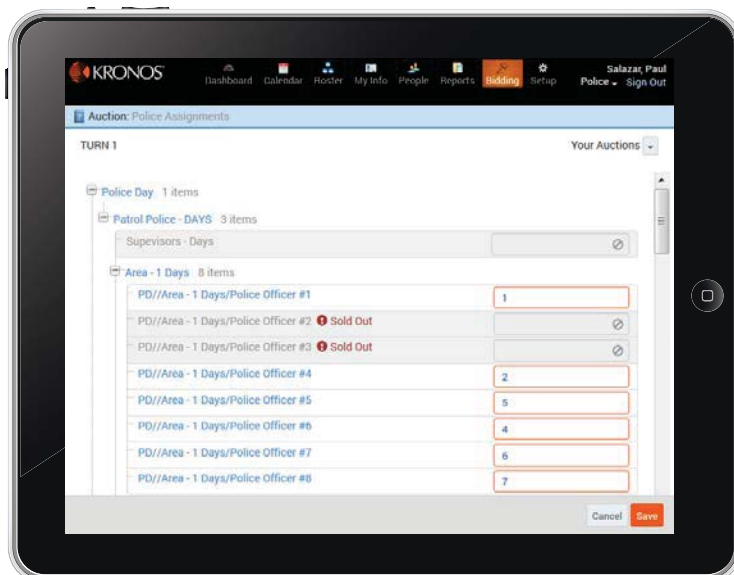 KRONOS
Dashboard Calendar Roster My Info People Reports Bidding Setup
Salazar, Paul
Police Sign Out
Auction: Police Assignments
TURN 1 Your Auctions
Police Day 1 items
Patrol Police - DAYS 3 items
Supervisors - Days
Area - 1 Days 8 items
PD//Area - 1 Days/Police Officer #1 1
PD//Area - 1 Days/Police Officer #2 Sold Out
PD//Area - 1 Days/Police Officer #3 Sold Out
PD//Area - 1 Days/Police Officer #4 2
PD//Area - 1 Days/Police Officer #5 5
PD//Area - 1 Days/Police Officer #6 4
PD//Area - 1 Days/Police Officer #7 6
PD//Area - 1 Days/Police Officer #8 7
Cancel Save